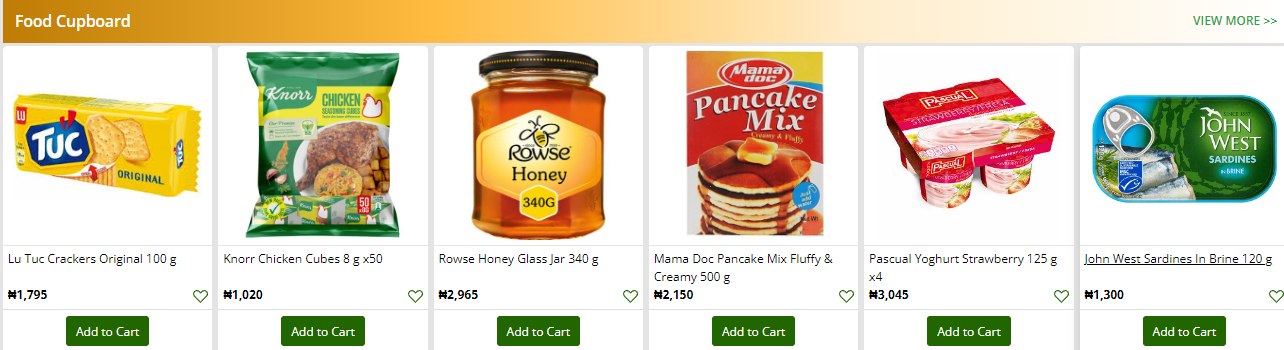 Food Cupboard
VIEW MORE >>
LU
TUC
ORIGINAL
Knorr
CHICKEN
SEASONING CUBES
50
Rowse
Honey
340G
Mama
doc
Pancake
Mix
Creamy & Fluffy
PASCUAL
PASCUAL
JOHN
WEST
SARDINES
IN BRINE
Lu Tuc Crackers Original 100 g
₦1,795
Add to Cart
Knorr Chicken Cubes 8 g x50
₦1,020
Add to Cart
Rowse Honey Glass Jar 340 g
₦2,965
Add to Cart
Mama Doc Pancake Mix Fluffy &
Creamy 500 g
₦2,150
Add to Cart
Pascual Yoghurt Strawberry 125 g
x4
₦3,045
Add to Cart
John West Sardines In Brine 120 g
₦1,300
Add to Cart